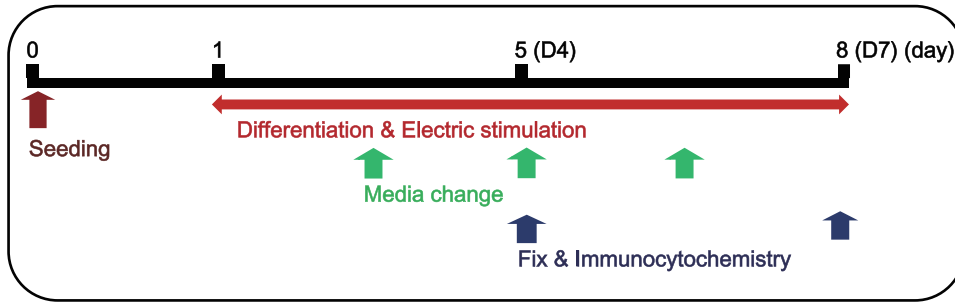 0 1 5 (D4) 8 (D7) (day)
Differentiation & Electric stimulation
Seeding
Media change
Fix & Immunocytochemistry